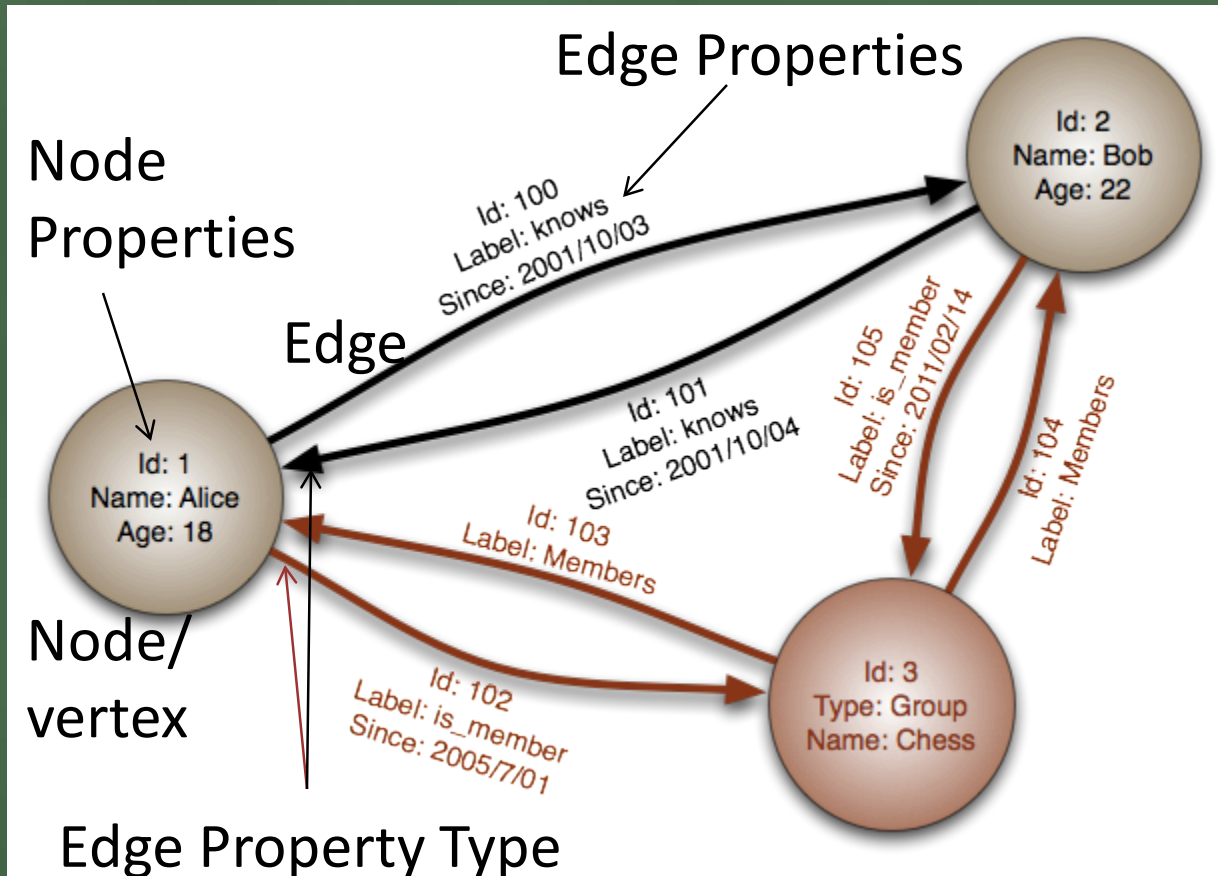 Edge Properties
Node
Properties
Id: 2
Name: Bob
Age: 22
Id: 100
Label: knows
Since: 2001/10/03
Edge
Id: 101
Label: knows
Since: 2001/10/04
Id: 105
Label: is_member
Since: 2011/02/14
Id: 104
Label: Members
Id: 1
Name: Alice
Age: 18
Id: 103
Label: Members
Node/
vertex
Id: 102
Label: is_member
Since: 2005/7/01
Id: 3
Type: Group
Name: Chess
Edge Property Type